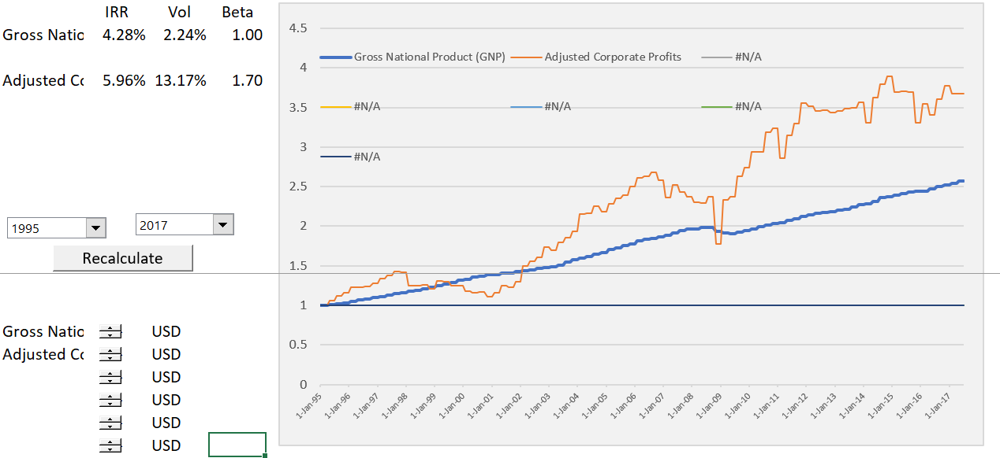 IRR Vol Beta
Gross Natio 4.28% 2.24% 1.00
Adjusted Co 5.96% 13.17% 1.70
1995
2017
Recalculate
Gross Natio USD
Adjusted Co USD
USD
USD
USD
USD
4.5
4
3.5
3
2.5
2
1.5
1
0.5
0
Gross National Product (GNP) Adjusted Corporate Profits #N/A
#N/A #N/A #N/A
#N/A
1-Jan-95 1-Jan-96 1-Jan-97 1-Jan-98 1-Jan-99 1-Jan-00 1-Jan-01 1-Jan-02 1-Jan-03 1-Jan-04 1-Jan-05 1-Jan-06 1-Jan-07 1-Jan-08 1-Jan-09 1-Jan-10 1-Jan-11 1-Jan-12 1-Jan-13 1-Jan-14 1-Jan-15 1-Jan-16 1-Jan-17